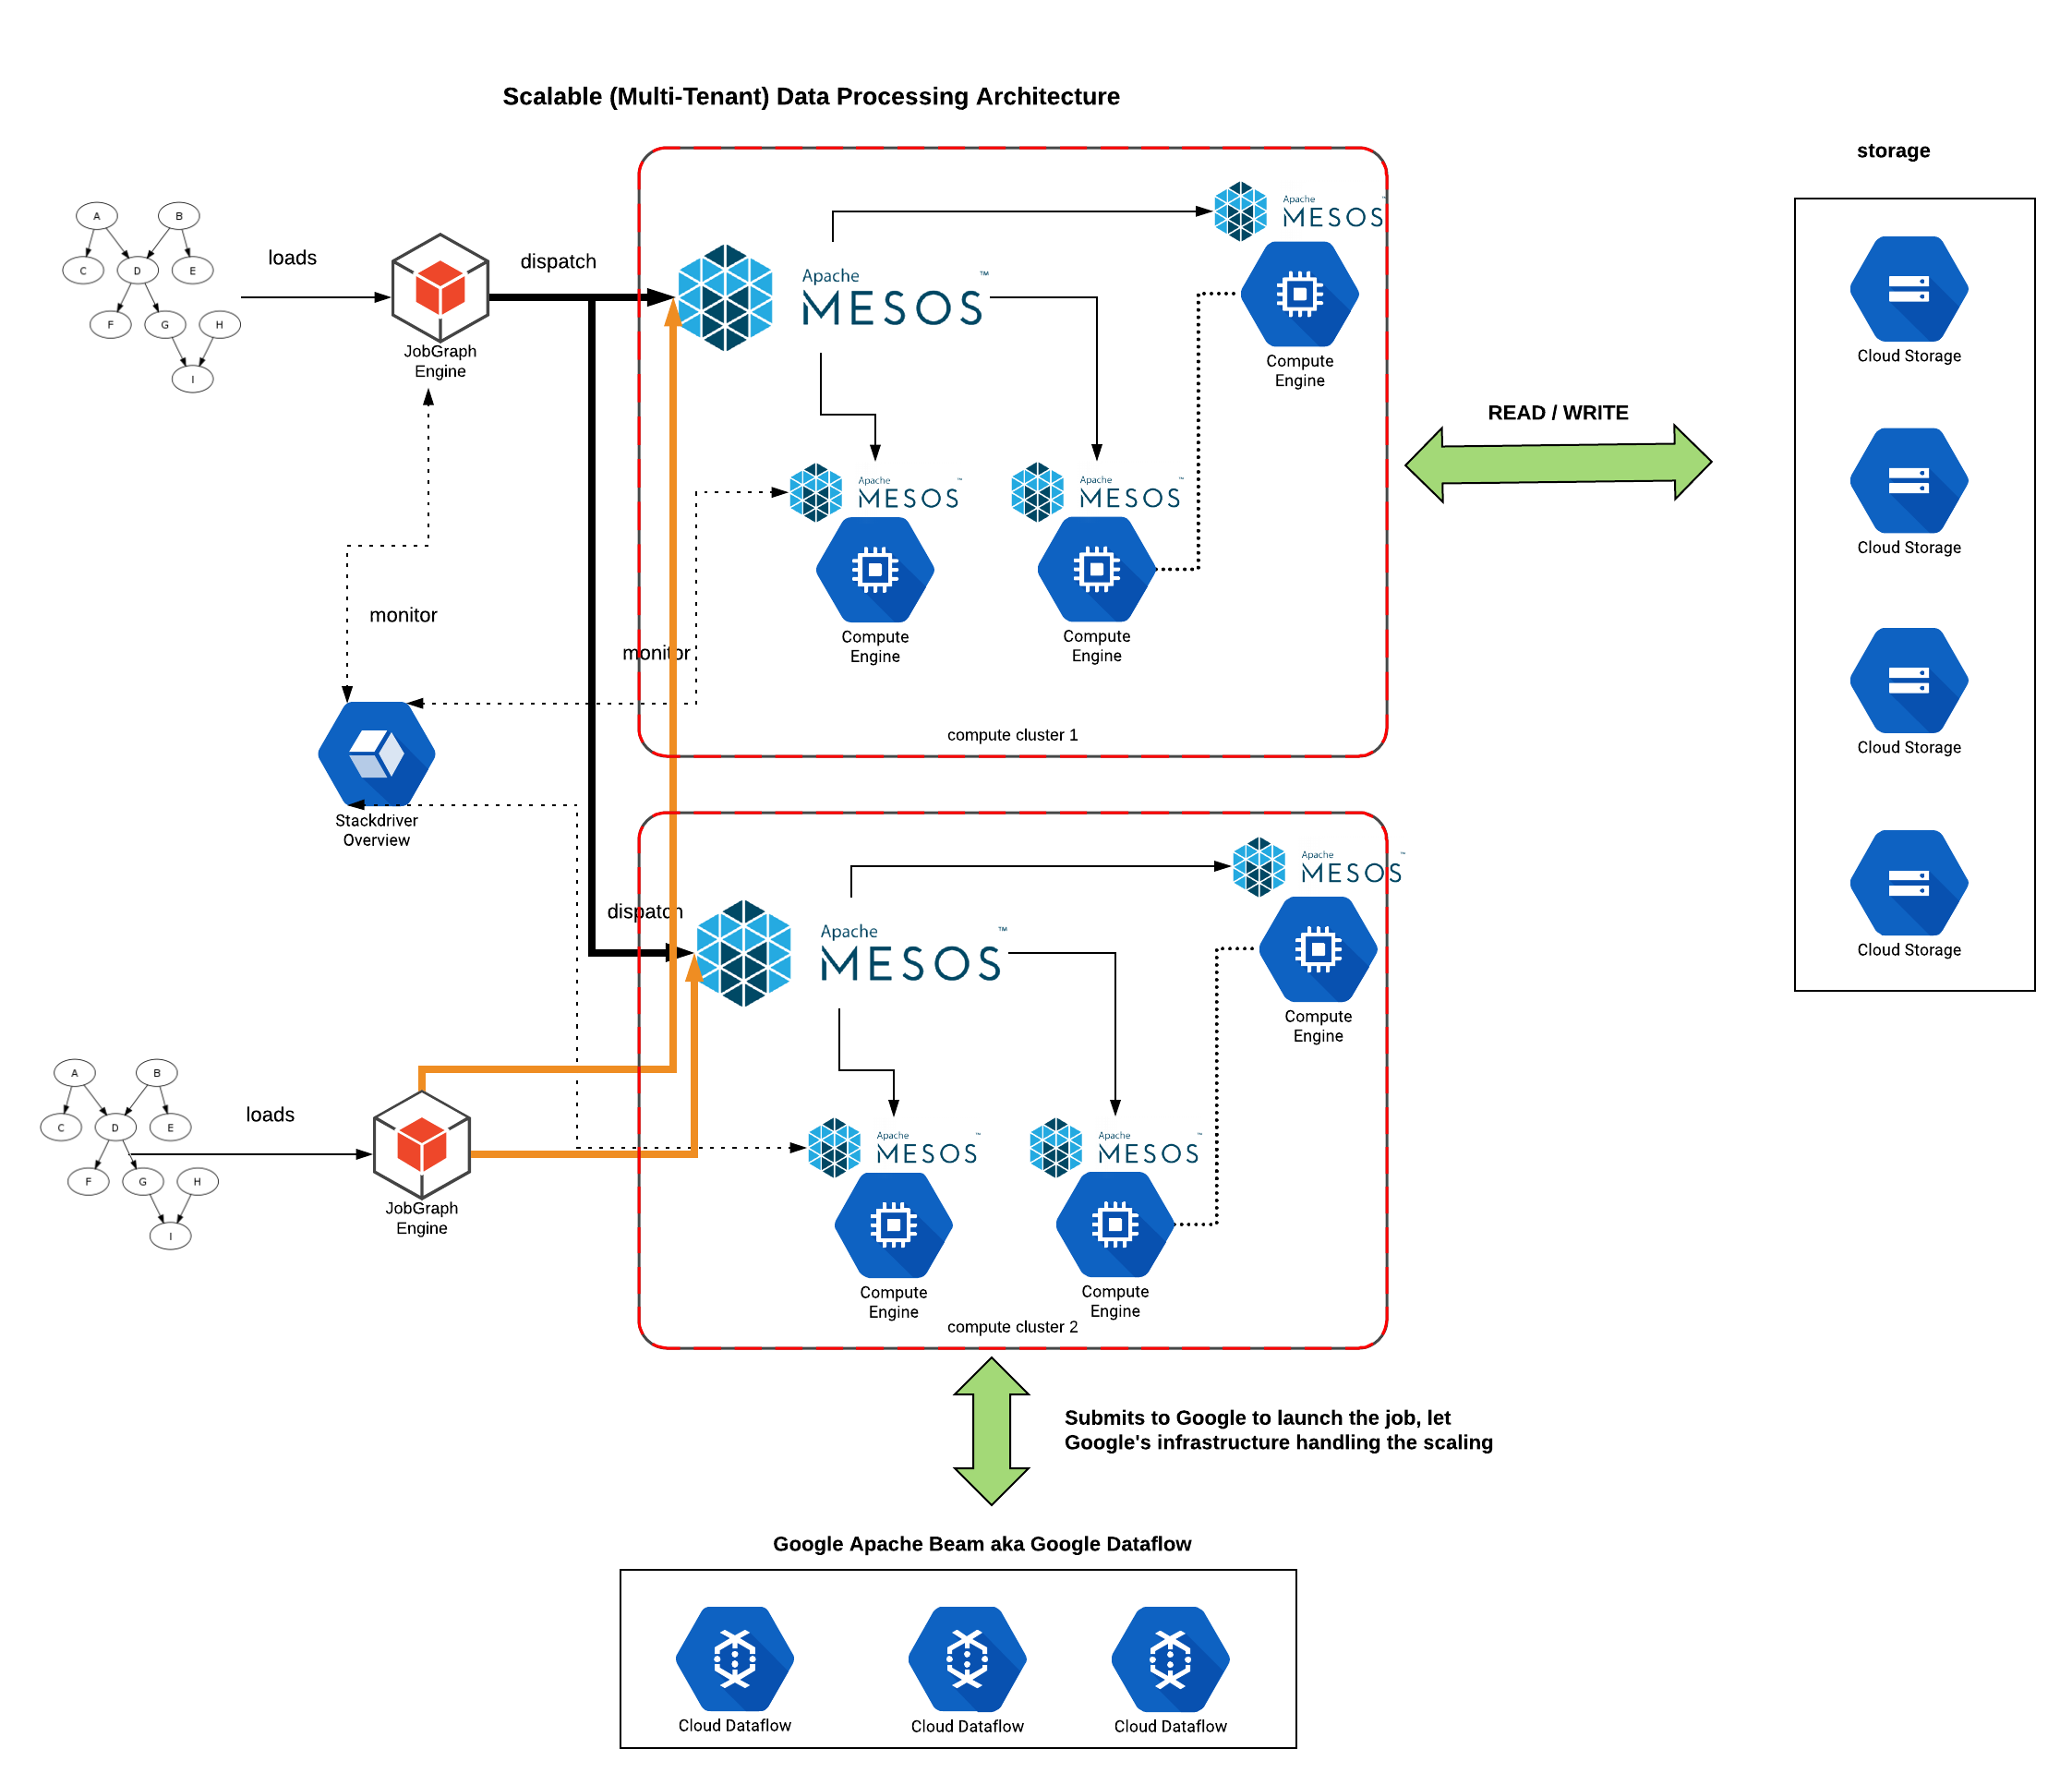 Scalable (Multi-Tenant) Data Processing Architecture
storage
A
B
C
D
E
F
G
H
I
loads
JobGraph
Engine
dispatch
Apache
MESOS™
Apache
MESOS™
Compute
Engine
Apache
MESOS™
Compute
Engine
Apache
MESOS™
Compute
Engine
compute cluster 1
READ / WRITE
Cloud Storage
Cloud Storage
Cloud Storage
Cloud Storage
monitor
monitor
Stackdriver
Overview
dispatch
Apache
MESOS™
Apache
MESOS™
Compute
Engine
Apache
MESOS™
Compute
Engine
Apache
MESOS™
Compute
Engine
compute cluster 2
A
B
C
D
E
F
G
H
I
loads
JobGraph
Engine
Submits to Google to launch the job, let
Google's infrastructure handling the scaling
Google Apache Beam aka Google Dataflow
Cloud Dataflow
Cloud Dataflow
Cloud Dataflow